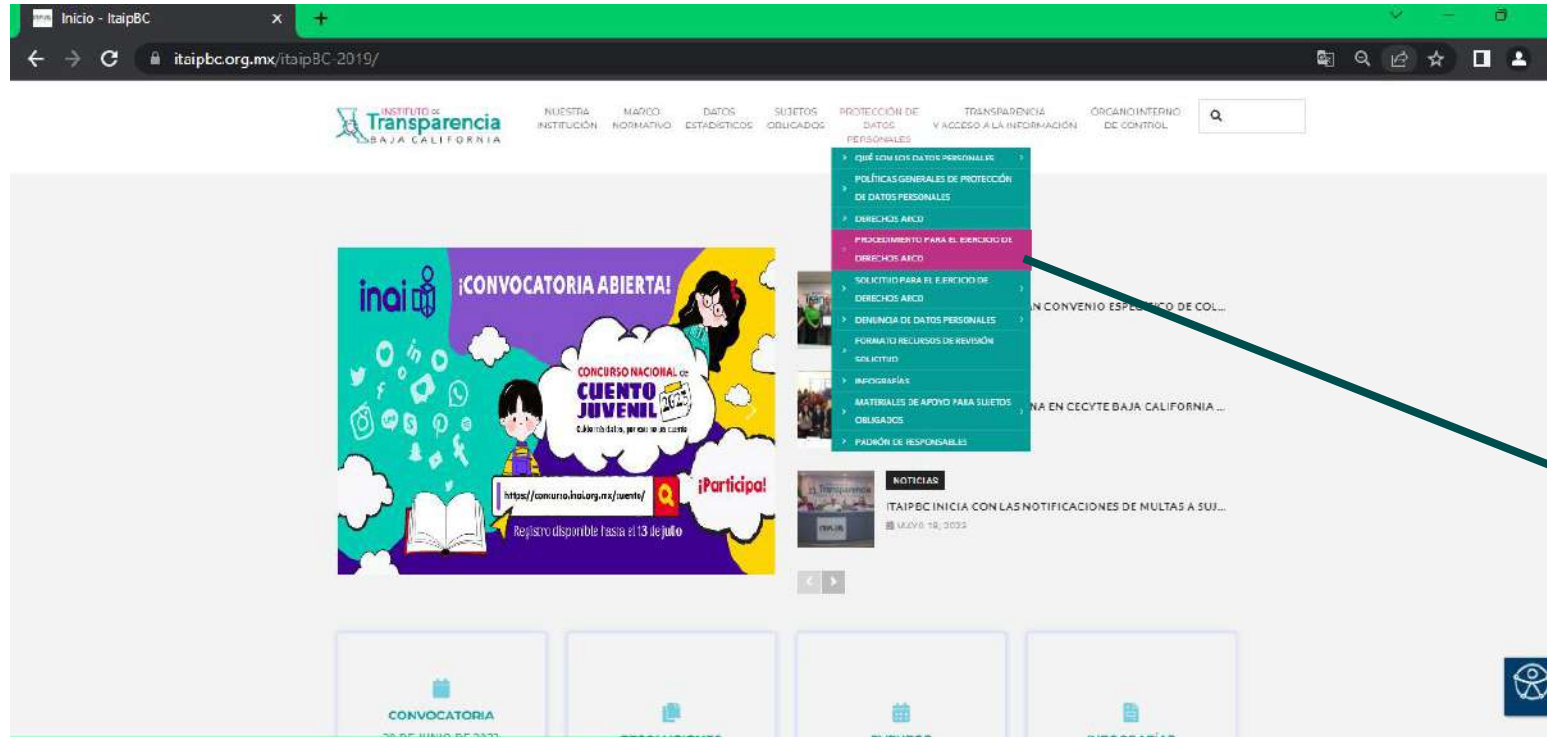 Inicio - ItaipBC
itaipbc.org.mx/itaipBC-2019/
INSTITUTO DE
Transparencia
BAJA CALIFORNIA
NUESTRA
INSTITUCIÓN
MARCO
NORMATIVO
DATOS
ESTADÍSTICOS
SUJETOS
OBLIGADOS
PROTECCIÓN DE
DATOS
PERSONALES
TRANSPARENCIA
Y ACCESO A LA INFORMACIÓN
ÓRGANO INTERNO
DE CONTROL
QUÉ SON LOS DATOS PERSONALES
POLÍTICAS GENERALES DE PROTECCIÓN
DE DATOS PERSONALES
DERECHOS ARCO
PROCEDIMIENTO PARA EL EJERCICIO DE
DERECHOS ARCO
SOLICITUD PARA EL EJERCICIO DE
DERECHOS ARCO
DENUNCIA DE DATOS PERSONALES
FORMATO RECURSOS DE REVISIÓN
SOLICITUD
INFOGRAFÍAS
MATERIALES DE APOYO PARA SUJETOS
OBLIGADOS
PADRÓN DE RESPONSABLES
inai
¡CONVOCATORIA ABIERTA!
CONCURSO NACIONAL de
CUENTO
JUVENIL
2023
https://concurso.inai.org.mx/cuento/
¡Participa!
Registro disponible hasta el 13 de julio
N CONVENIO ESPECÍFICO DE COL...
NA EN CECYTE BAJA CALIFORNIA ...
NOTICIAS
ITAIPBC INICIA CON LAS NOTIFICACIONES DE MULTAS A SUJ...
MAYO 19, 2023
CONVOCATORIA